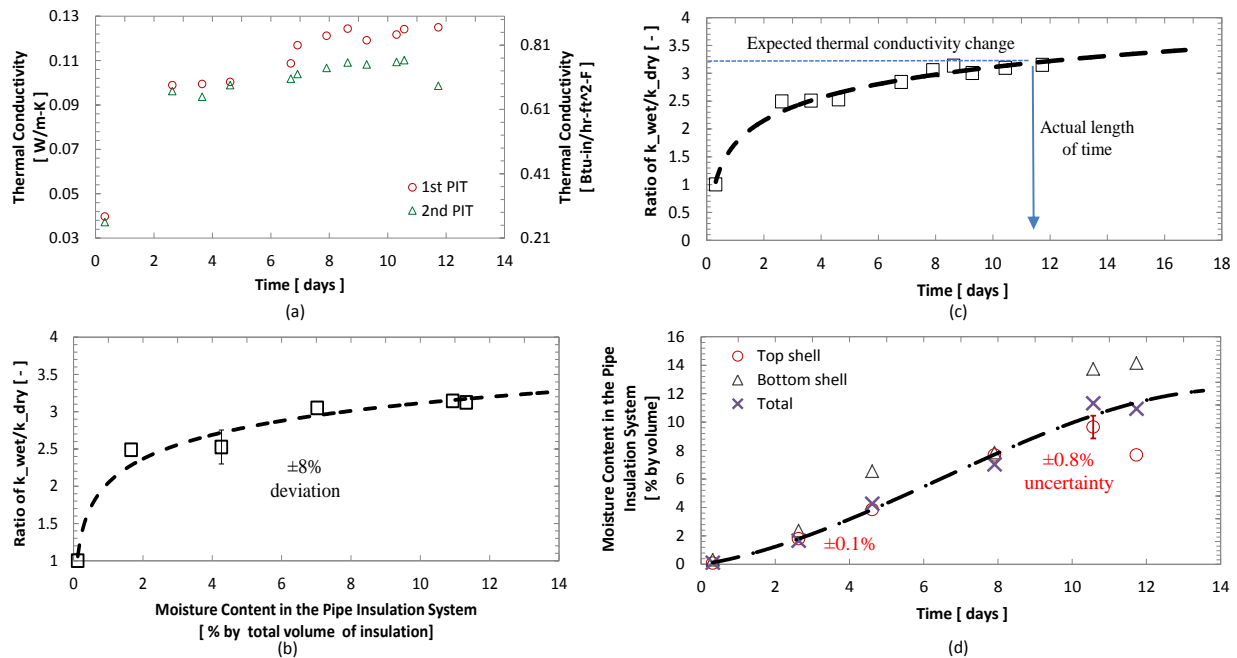 Thermal Conductivity
[ W/m-K]
0.13
0.11
0.09
0.07
0.05
0.03
0.81
0.61
0.41
0.21
Thermal Conductivity
[ Btu-in/hr-ft^2-F]
1st PIT
2nd PIT
0 2 4 6 8 10 12 14
Time [ days ]
(a)
Ratio of k_wet/k_dry [ - ]
4
3.5
3
2.5
2
1.5
1
0.5
0
Expected thermal conductivity change
Actual length
of time
0 2 4 6 8 10 12 14 16 18
Time [ days ]
(c)
Ratio of k_wet/k_dry [ - ]
4
3.5
3
2.5
2
1.5
1
±8%
deviation
0 2 4 6 8 10 12 14
Moisture Content in the Pipe Insulation System
[ % by total volume of insulation]
(b)
Moisture Content in the Pipe
Insulation System
[ % by volume]
16
14
12
10
8
6
4
2
0
Top shell
Bottom shell
Total
±0.8%
uncertainty
±0.1%
0 2 4 6 8 10 12 14
Time [ days ]
(d)